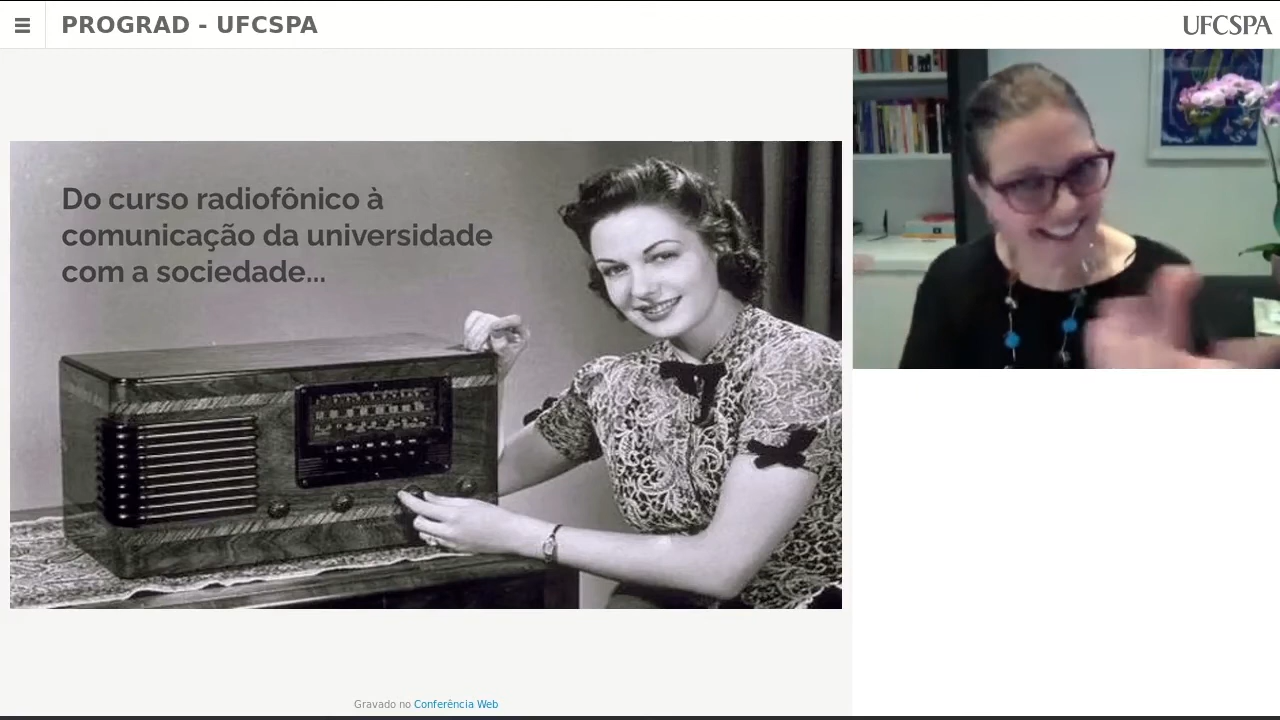 PROGRAD - UFCSPA
UFCSPA
Do curso radiofônico à
comunicação da universidade
com a sociedade...
Gravado no Conferência Web